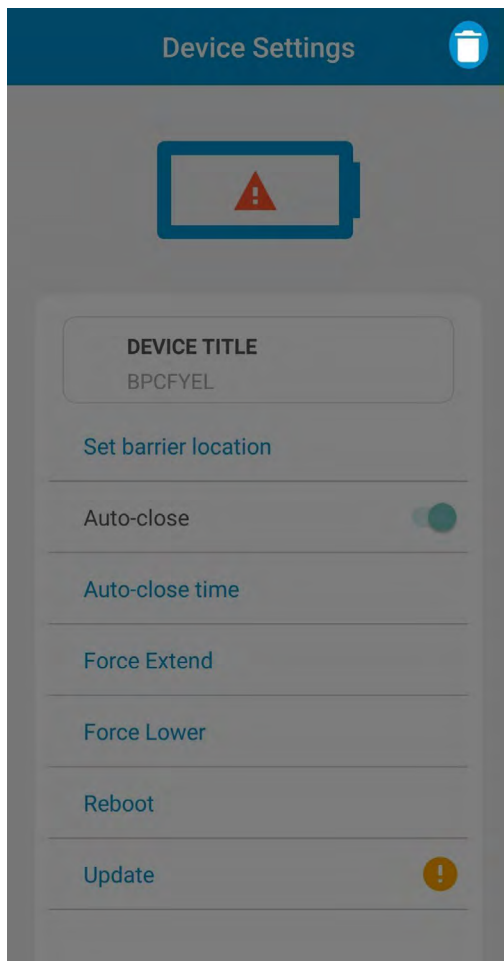 Device Settings
DEVICE TITLE
BPCFYEL
Set barrier location
Auto-close
Auto-close time
Force Extend
Force Lower
Reboot
Update